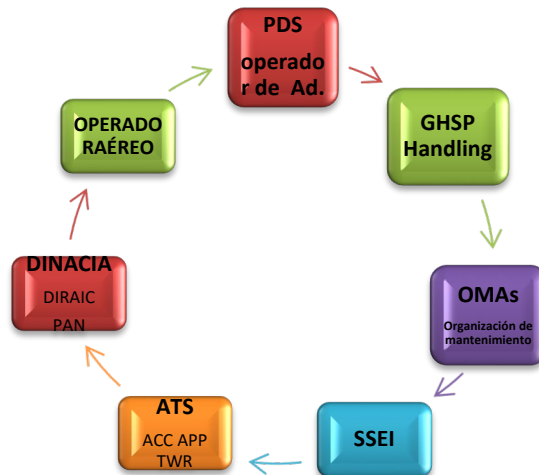 PDS
operado
r de Ad.
GHSP
Handling
OMAs
Organización de
mantenimiento
SSEI
ATS
ACC APP
TWR
DINACIA
DIRAIC
PAN
OPERADO
RAÉREO